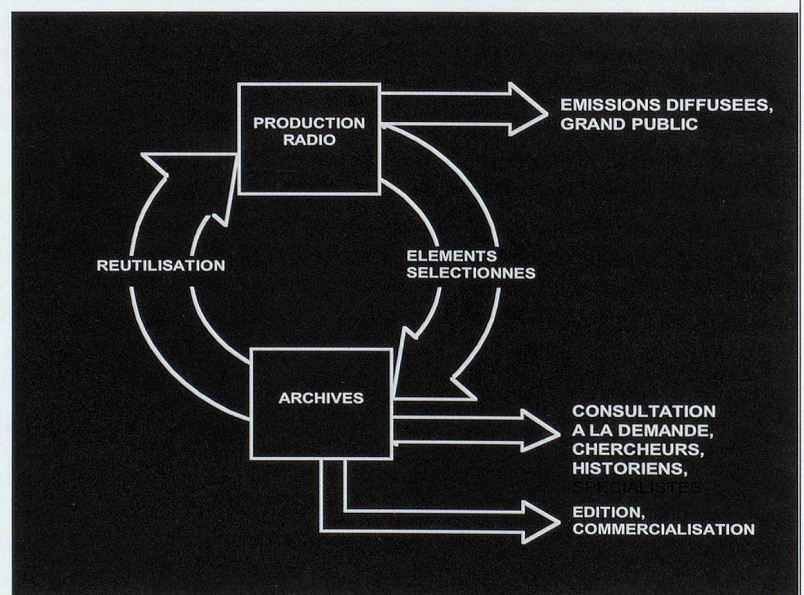 PRODUCTION
RADIO
EMISSIONS DIFFUSEES,
GRAND PUBLIC
REUTILISATION
ELEMENTS
SELECTIONNES
ARCHIVES
CONSULTATION
A LA DEMANDE,
CHERCHEURS,
HISTORIENS,
SPECIALISTES
EDITION,
COMMERCIALISATION